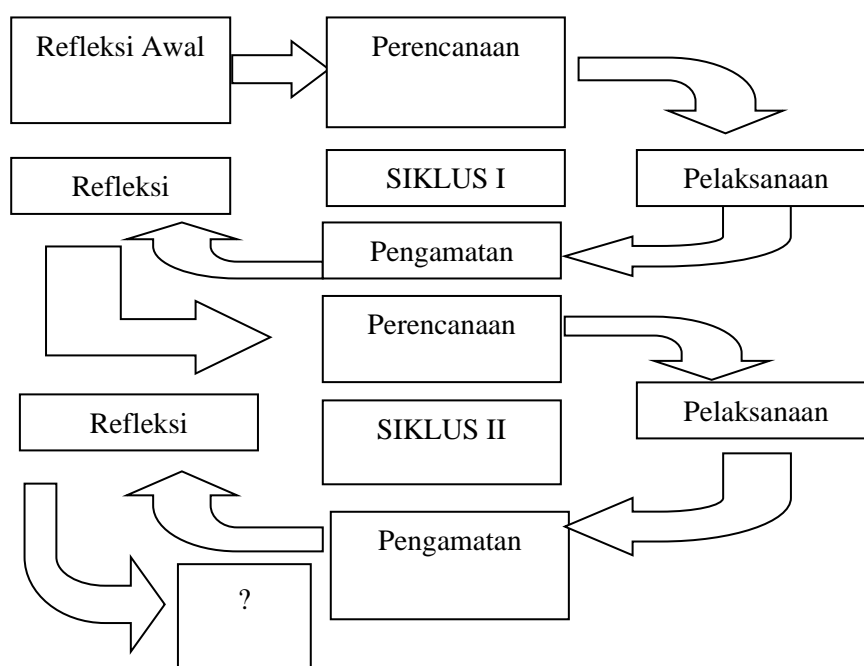 Refleksi Awal
Perencanaan
Refleksi
SIKLUS I
Pelaksanaan
Pengamatan
Perencanaan
Refleksi
SIKLUS II
Pelaksanaan
Pengamatan
?